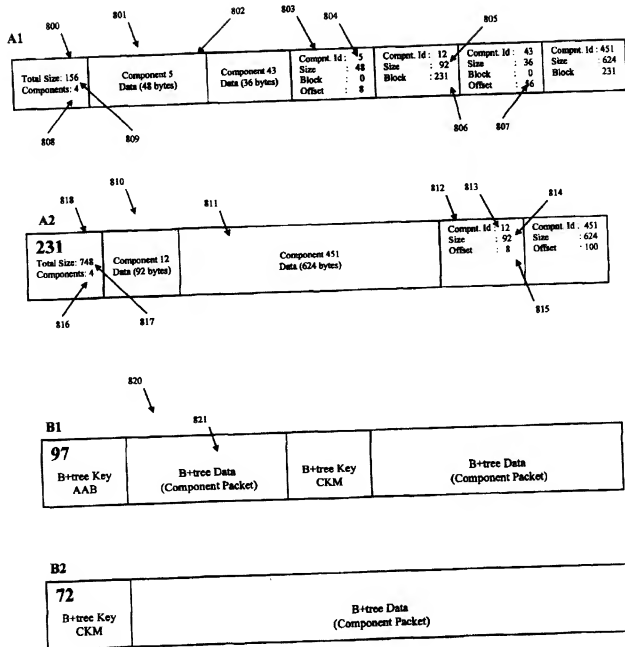 800
801
802
803
804
805
A1
Total Size: 156
Components: 4
Component 5
Data (48 bytes)
Component 43
Data (36 bytes)
Compnt. Id : 5
Size : 48
Block : 0
Offset : 8
Compnt. Id : 12
Size : 92
Block : 231
Compnt. Id : 43
Size : 36
Block : 0
Offset : 56
Compnt. Id : 451
Size : 624
Block : 231
808
809
806
807
818
810
811
812
813
814
A2
231
Total Size: 748
Components: 4
Component 12
Data (92 bytes)
Component 451
Data (624 bytes)
Compnt. Id : 12
Size : 92
Offset : 8
Compnt. Id : 451
Size : 624
Offset : 100
816
817
815
820
821
B1
97
B+tree Key
AAB
B+tree Data
(Component Packet)
B+tree Key
CKM
B+tree Data
(Component Packet)
B2
72
B+tree Key
CKM
B+tree Data
(Component Packet)